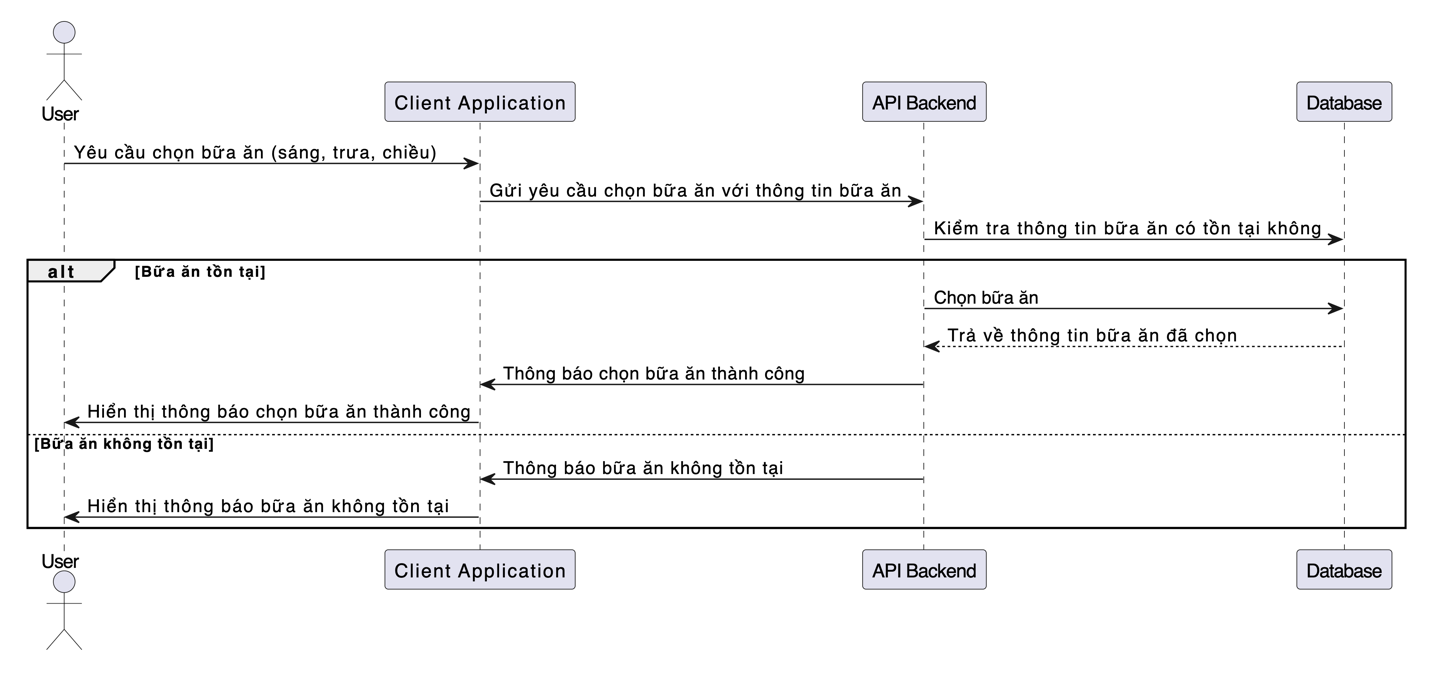 User
Client Application
API Backend
Database
Yêu cầu chọn bữa ăn (sáng, trưa, chiều)
Gửi yêu cầu chọn bữa ăn với thông tin bữa ăn
Kiểm tra thông tin bữa ăn có tồn tại không
alt
[Bữa ăn tồn tại]
Chọn bữa ăn
Trả về thông tin bữa ăn đã chọn
Thông báo chọn bữa ăn thành công
Hiển thị thông báo chọn bữa ăn thành công
[Bữa ăn không tồn tại]
Thông báo bữa ăn không tồn tại
Hiển thị thông báo bữa ăn không tồn tại
User
Client Application
API Backend
Database